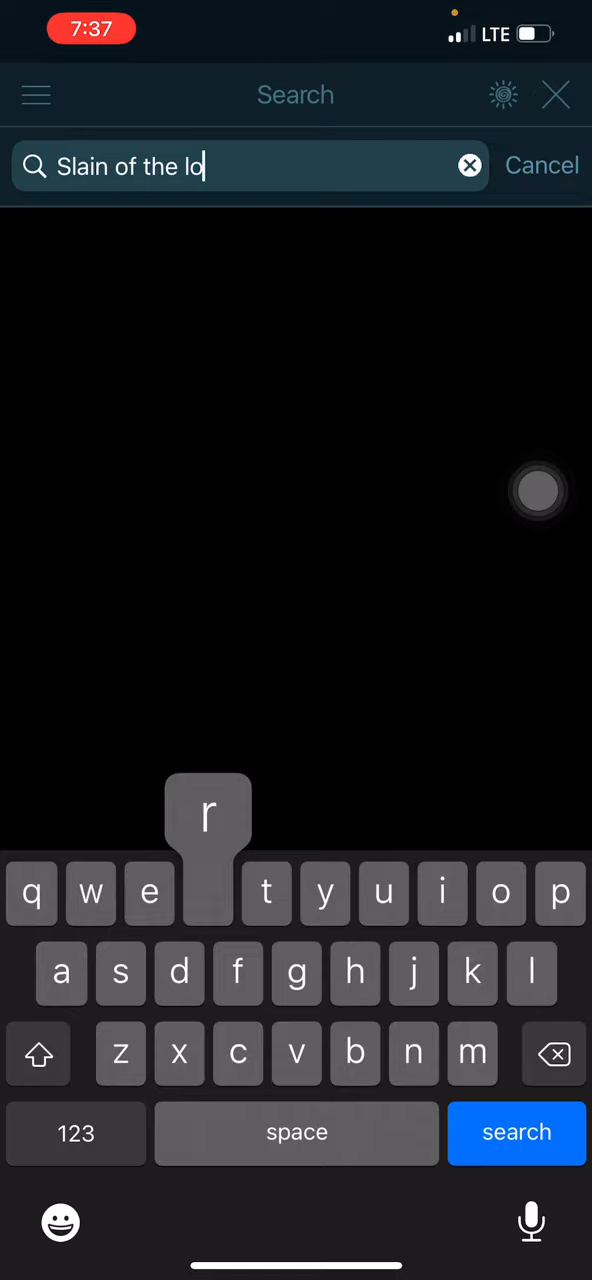 7:37
LTE
Search
Slain of the lo
Cancel
r
q w e t y u i o p
a s d f g h j k l
z x c v b n m
123 space search